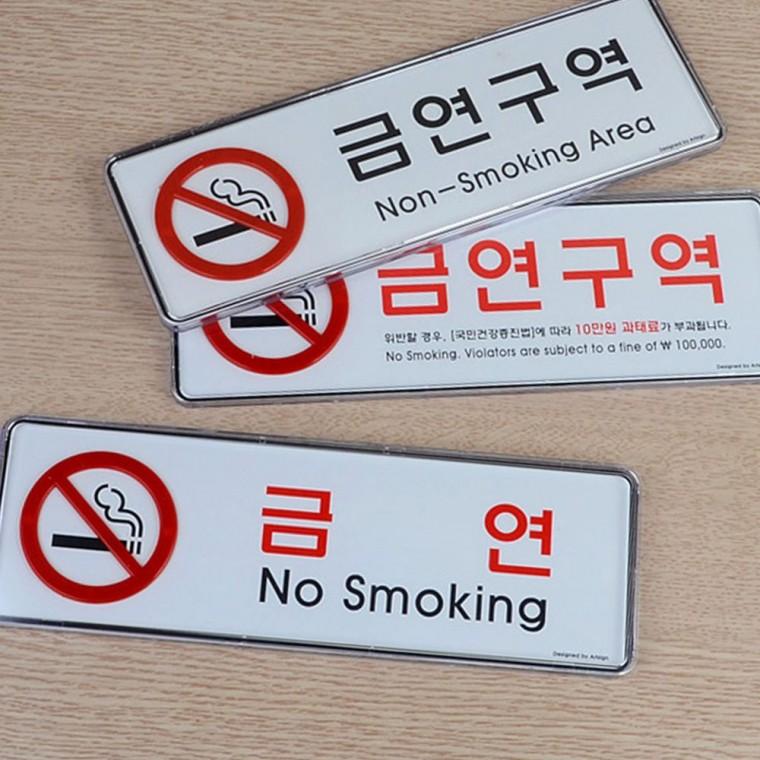 금연구역
Non-Smoking Area
Designed by Artsign
금연구역
위반할 경우, [국민건강증진법]에 따라 10만원 과태료가 부과됩니다.
No Smoking. Violators are subject to a fine of ₩ 100,000.
Designed by Arts
금 연
No Smoking
Designed by Artsign